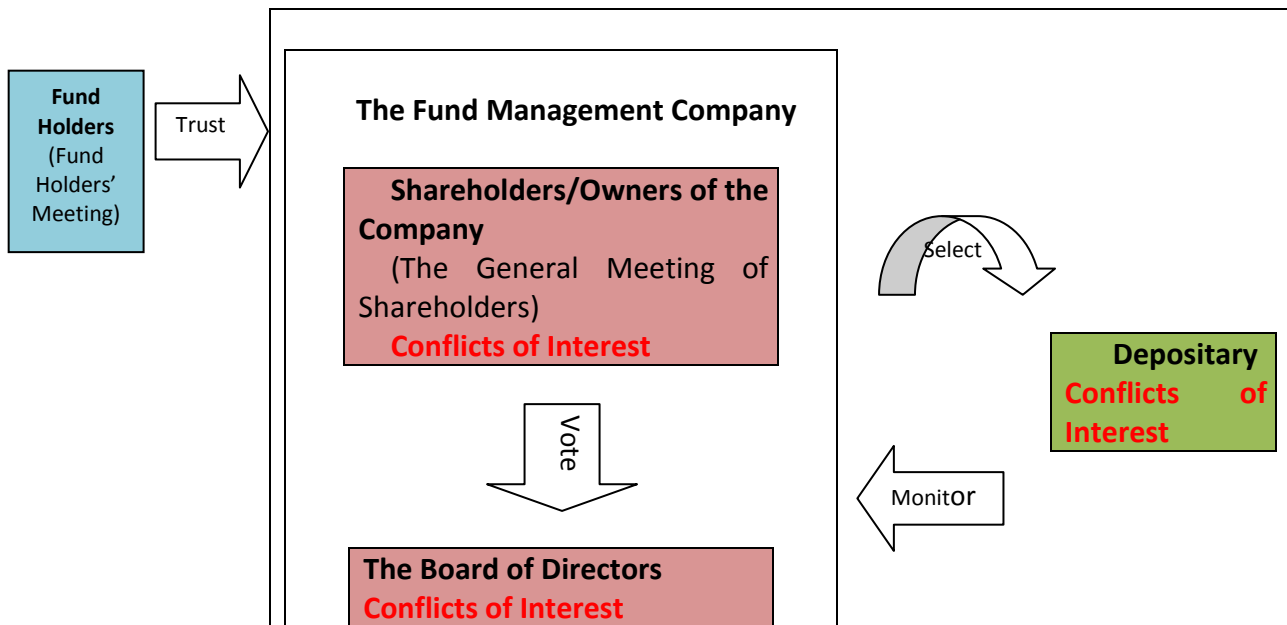 Fund
Holders
(Fund
Holders’
Meeting)
Trust
The Fund Management Company
Shareholders/Owners of the
Company
(The General Meeting of
Shareholders)
Conflicts of Interest
Vote
The Board of Directors
Conflicts of Interest
Select
Depositary
Conflicts of
Interest
Monitor